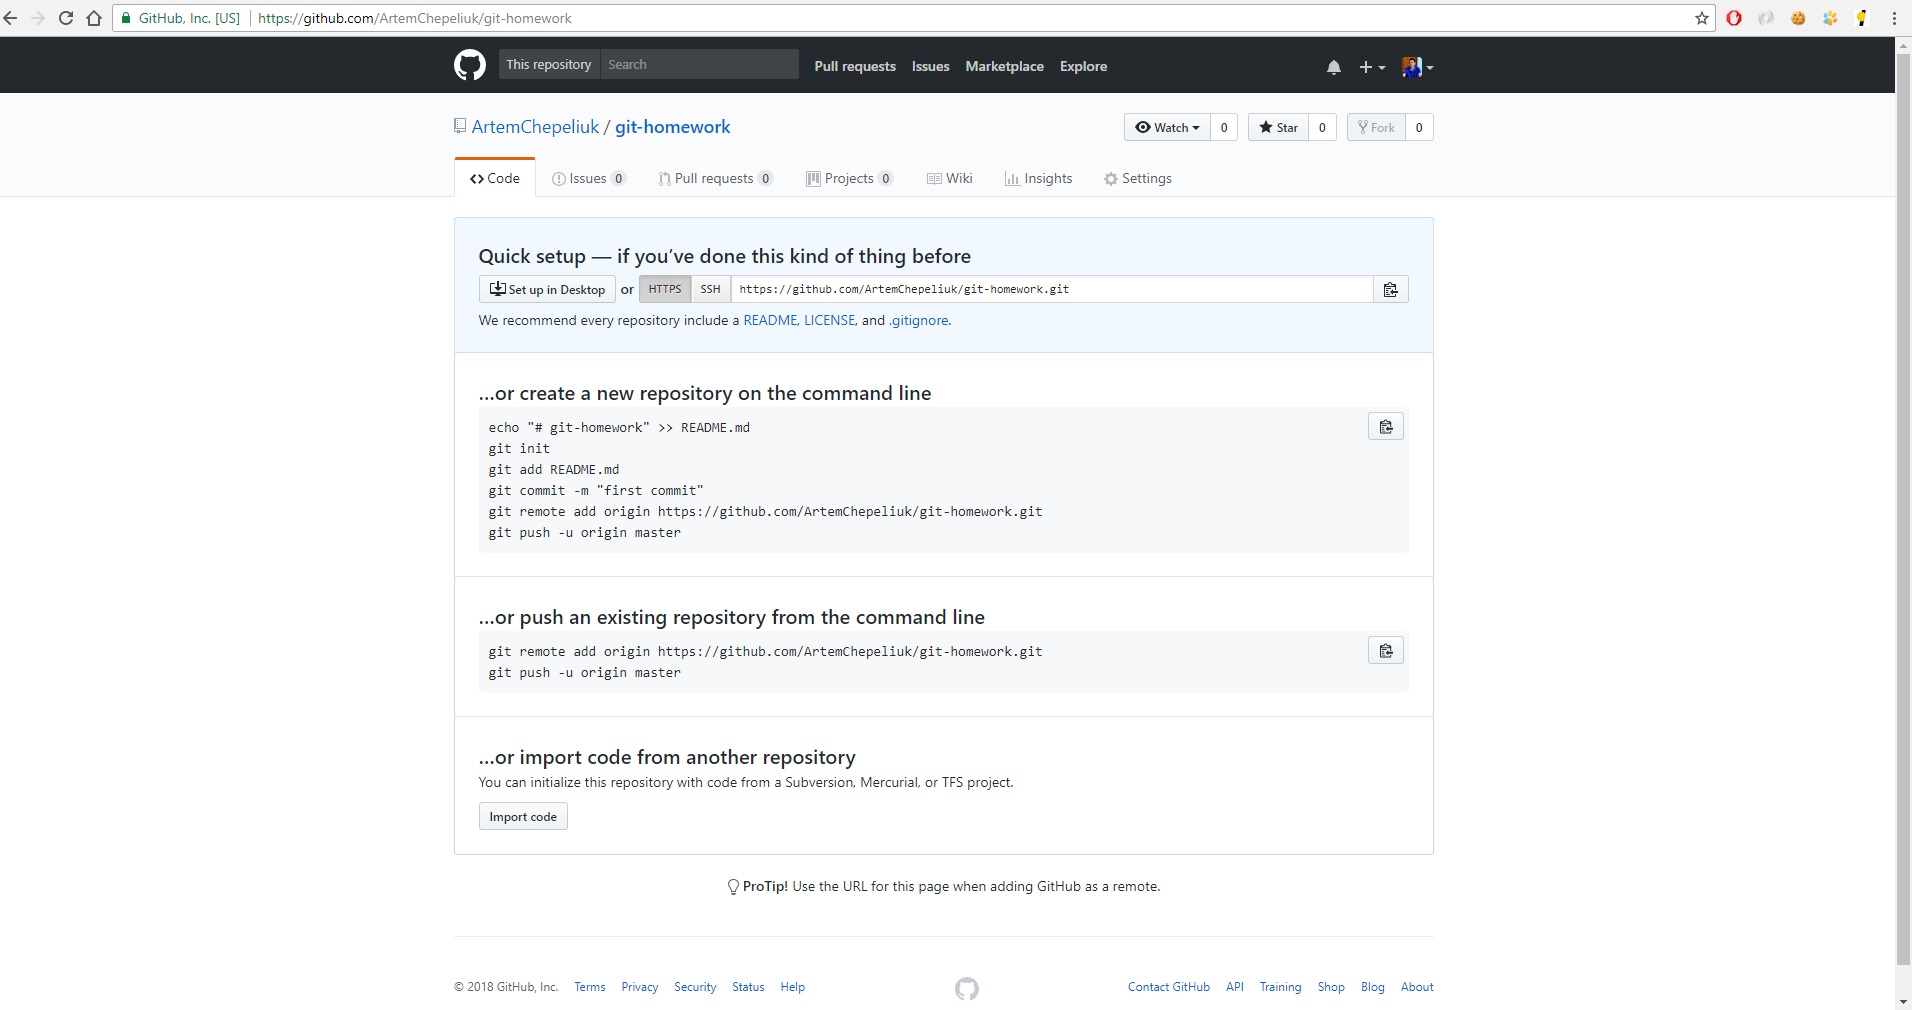 GitHub, Inc. [US] https://github.com/ArtemChepeliuk/git-homework
This repository Search Pull requests Issues Marketplace Explore
ArtemChepeliuk / git-homework Watch 0 Star 0 Fork 0
Code Issues 0 Pull requests 0 Projects 0 Wiki Insights Settings
Quick setup — if you’ve done this kind of thing before
Set up in Desktop or HTTPS SSH https://github.com/ArtemChepeliuk/git-homework.git
We recommend every repository include a README, LICENSE, and .gitignore.
…or create a new repository on the command line
echo "# git-homework" >> README.md
git init
git add README.md
git commit -m "first commit"
git remote add origin https://github.com/ArtemChepeliuk/git-homework.git
git push -u origin master
…or push an existing repository from the command line
git remote add origin https://github.com/ArtemChepeliuk/git-homework.git
git push -u origin master
…or import code from another repository
You can initialize this repository with code from a Subversion, Mercurial, or TFS project.
Import code
ProTip! Use the URL for this page when adding GitHub as a remote.
© 2018 GitHub, Inc. Terms Privacy Security Status Help Contact GitHub API Training Shop Blog About